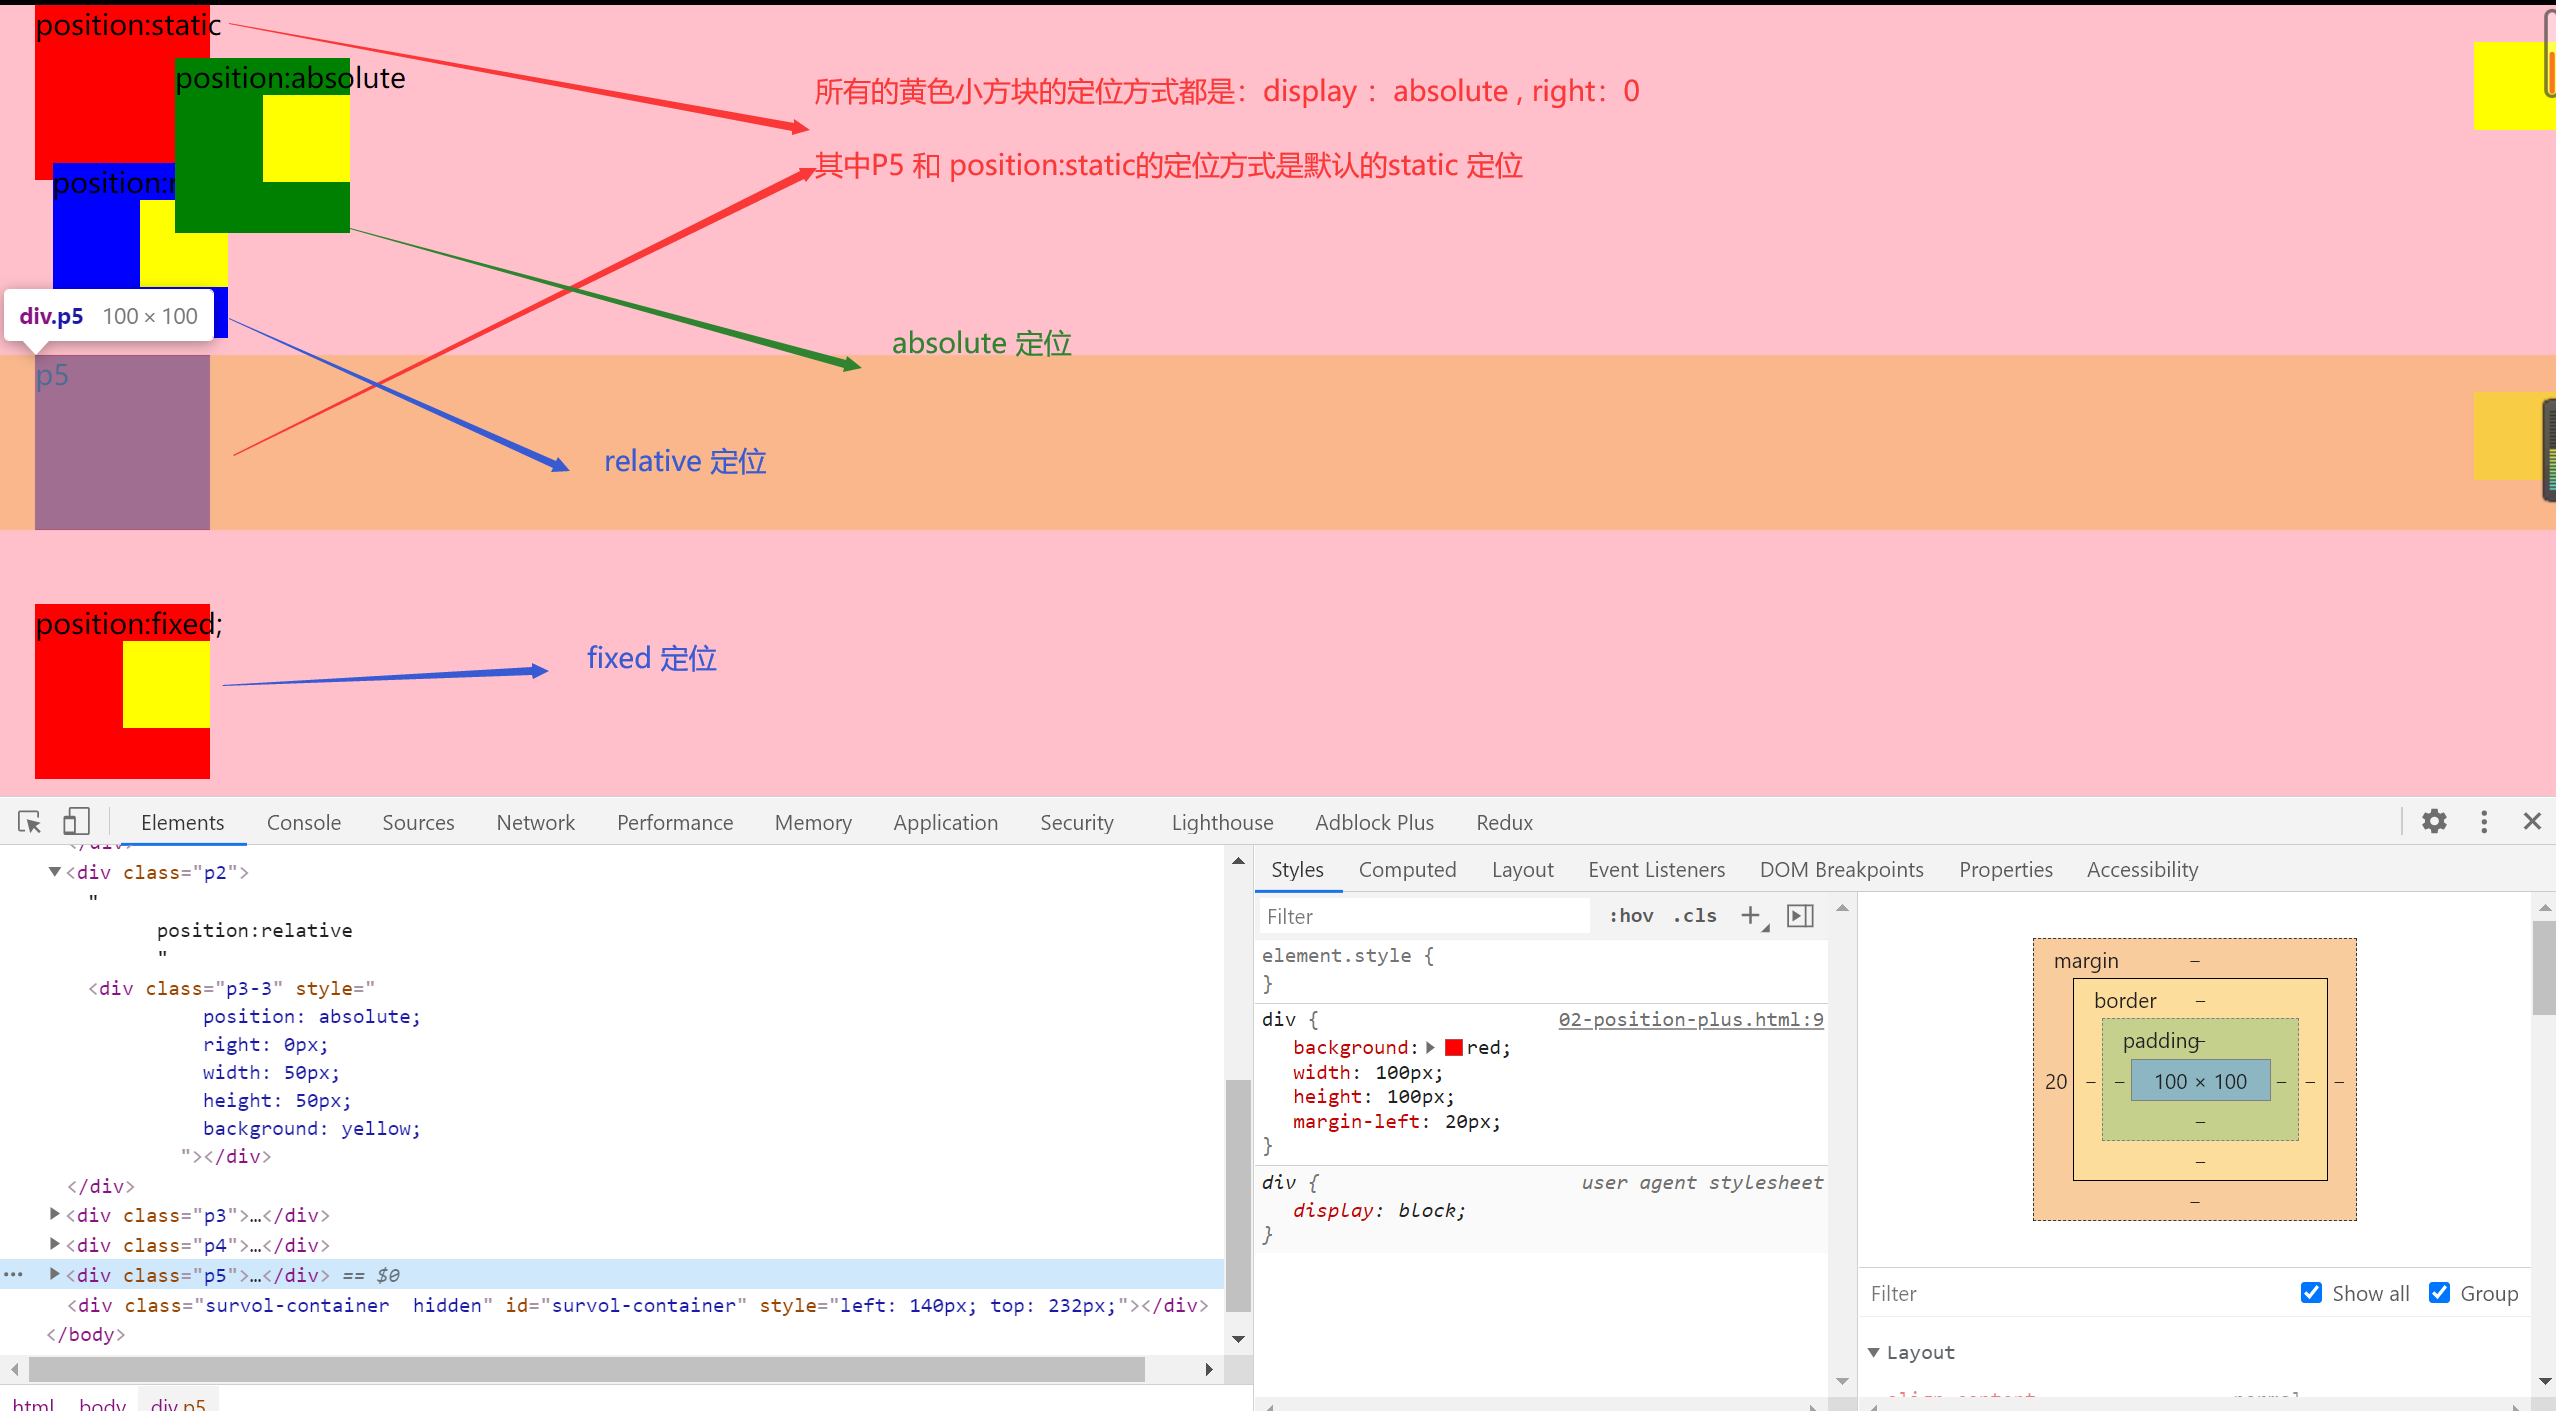 position:static
position:absolute
所有的黄色小方块的定位方式都是：display ：absolute , right：0
其中P5 和 position:static的定位方式是默认的static 定位
position:r
div.p5 100 × 100
absolute 定位
p5
relative 定位
position:fixed;
fixed 定位
Elements Console Sources Network Performance Memory Application Security Lighthouse Adblock Plus Redux
</div>
<div class="p2">
"
position:relative
"
<div class="p3-3" style="
position: absolute;
right: 0px;
width: 50px;
height: 50px;
background: yellow;
"></div>
</div>
<div class="p3">…</div>
<div class="p4">…</div>
<div class="p5">…</div> == $0
<div class="survol-container  hidden" id="survol-container" style="left: 140px; top: 232px;"></div>
</body>
html body div.p5
Styles Computed Layout Event Listeners DOM Breakpoints Properties Accessibility
Filter :hov .cls
element.style {
}
div { 02-position-plus.html:9
background: red;
width: 100px;
height: 100px;
margin-left: 20px;
}
div { user agent stylesheet
display: block;
}
margin –
border –
padding –
20 – – 100 × 100 – – –
–
–
–
Filter Show all Group
Layout
align-content normal